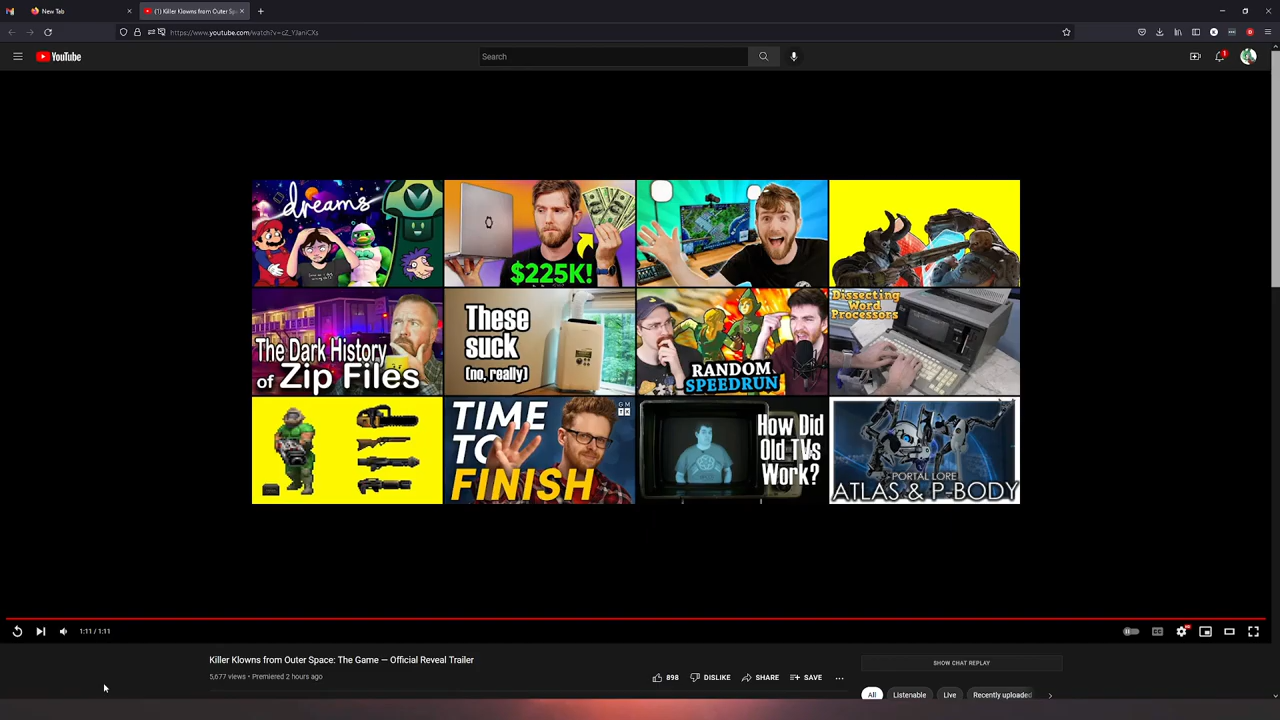 New Tab
(1) Killer Klowns from Outer Sp
https://www.youtube.com/watch?v=cZ_YJaniCXs
YouTube
Search
1
dreams
$225K!
The Dark History
of Zip Files
These
suck
(no, really)
RANDOM
SPEEDRUN
Dissecting
Word
Processors
TIME
TO
FINISH
GM
TK
How Did
Old TVs
Work?
PORTAL LORE
ATLAS & P-BODY
1:11 / 1:11
Killer Klowns from Outer Space: The Game — Official Reveal Trailer
5,677 views • Premiered 2 hours ago
898
DISLIKE
SHARE
SAVE
SHOW CHAT REPLAY
All
Listenable
Live
Recently uploaded